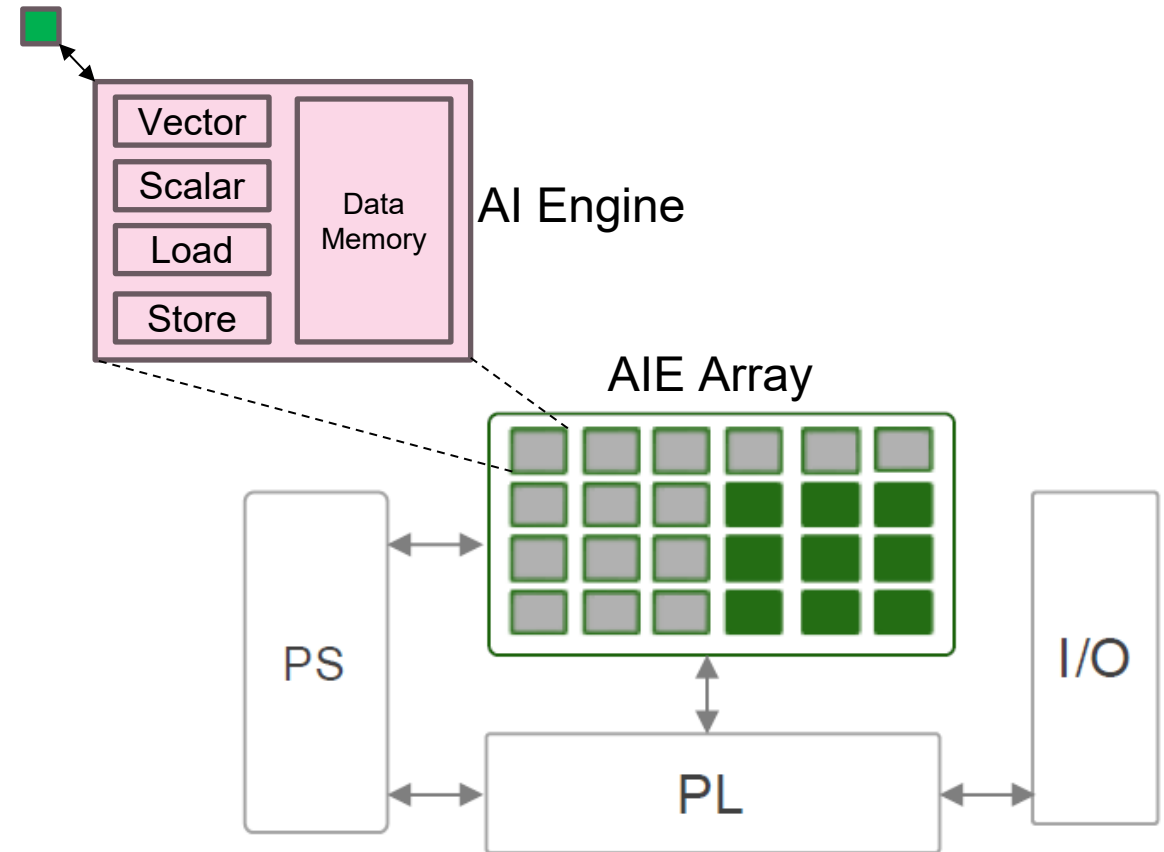 Vector
Scalar
Load
Store
Data
Memory
AI Engine
AIE Array
PS
I/O
PL